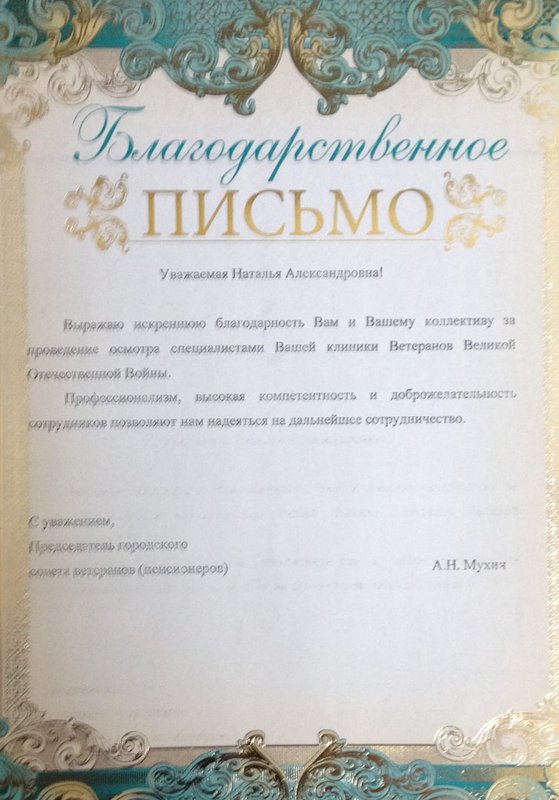 Благодарственное
ПИСЬМО
Уважаемая Наталья Александровна!
Выражаю искреннюю благодарность Вам и Вашему коллективу за
проведение осмотра специалистами Вашей клиники Ветеранов Великой
Отечественной Войны.
Профессионализм, высокая компетентность и доброжелательность
сотрудников позволяют нам надеяться на дальнейшее сотрудничество.
С уважением,
Председатель городского
совета ветеранов (пенсионеров) А.Н. Мухин